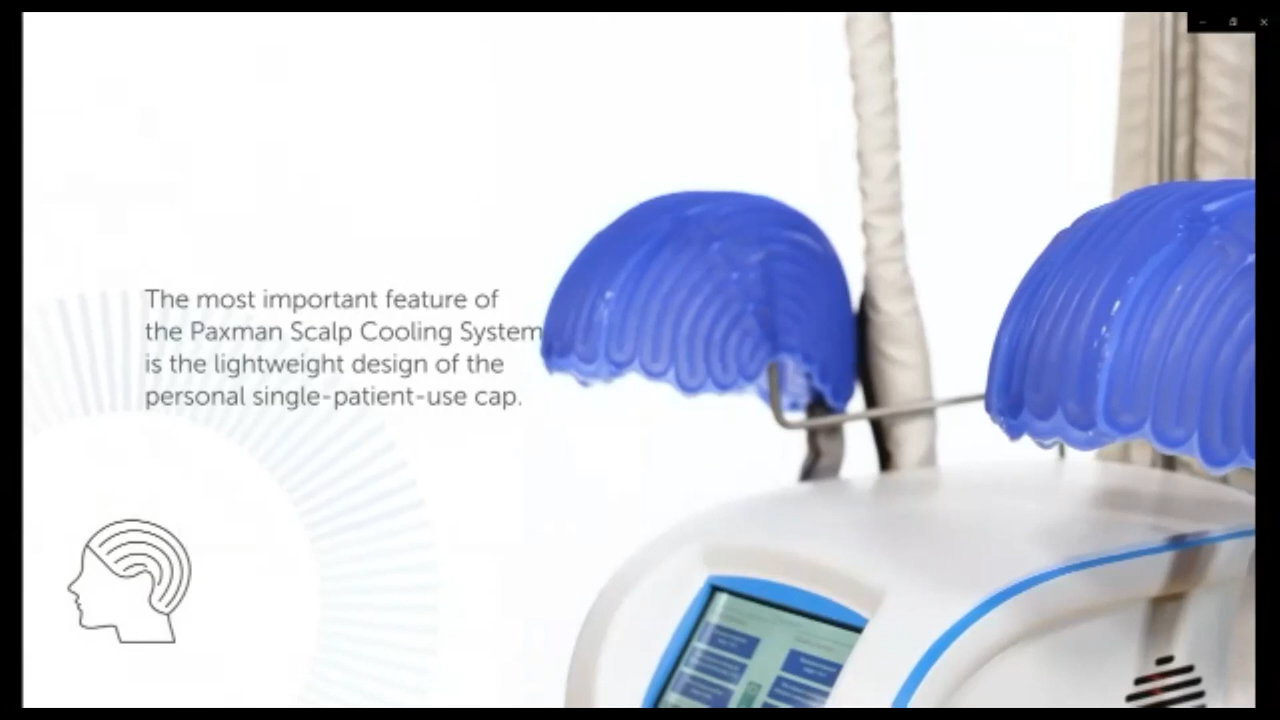 The most important feature of
the Paxman Scalp Cooling System
is the lightweight design of the
personal single-patient-use cap.